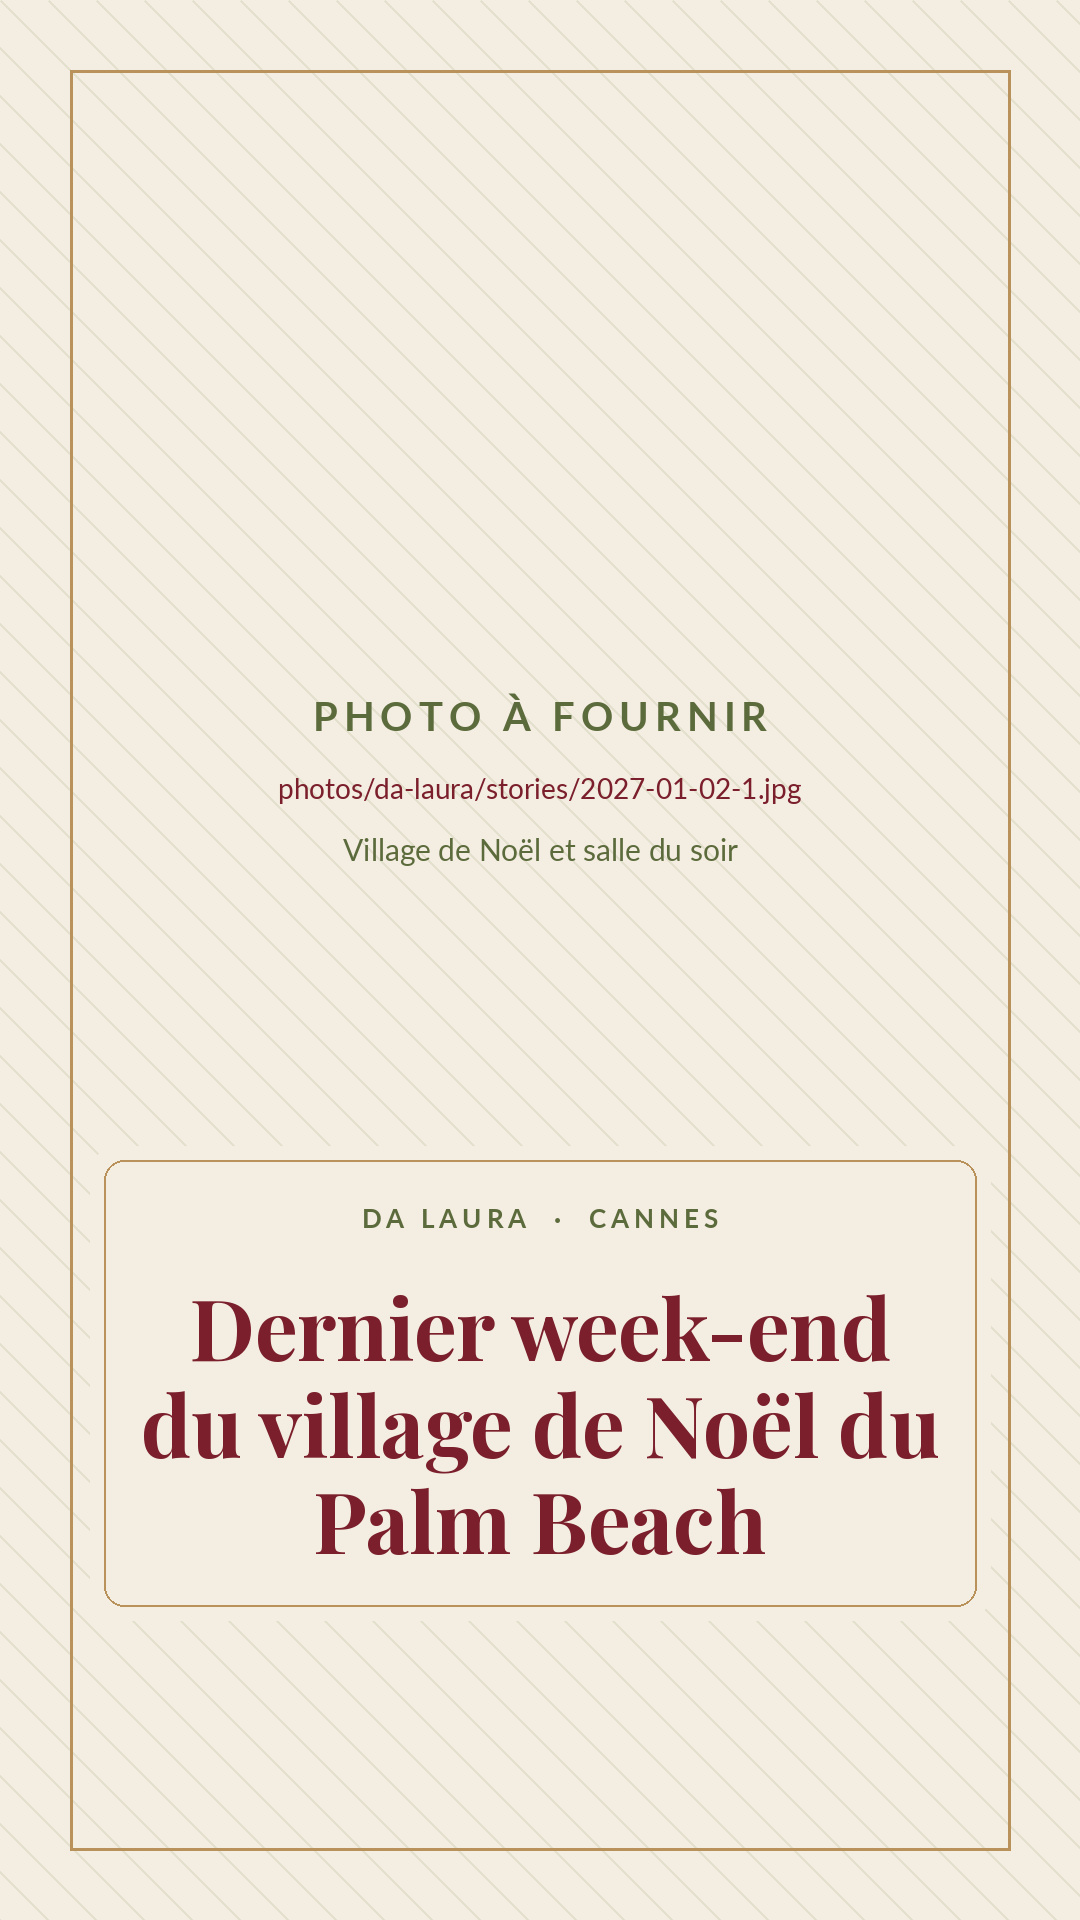 PHOTO À FOURNIR
photos/da-laura/stories/2027-01-02-1.jpg
Village de Noël et salle du soir
DA LAURA · CANNES
Dernier week-end
du village de Noël du
Palm Beach